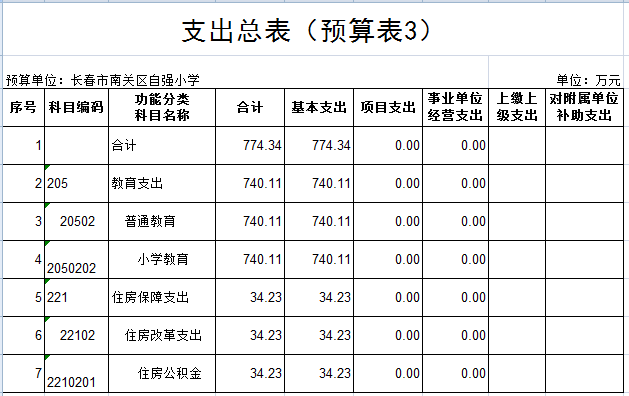 支出总表（预算表3）
预算单位：长春市南关区自强小学 单位：万元
序号 科目编码 功能分类科目名称 合计 基本支出 项目支出 事业单位经营支出 上缴上级支出 对附属单位补助支出
1 合计 774.34 774.34 0.00 0.00
2 205 教育支出 740.11 740.11 0.00 0.00
3 20502 普通教育 740.11 740.11 0.00 0.00
4 2050202 小学教育 740.11 740.11 0.00 0.00
5 221 住房保障支出 34.23 34.23 0.00 0.00
6 22102 住房改革支出 34.23 34.23 0.00 0.00
7 2210201 住房公积金 34.23 34.23 0.00 0.00